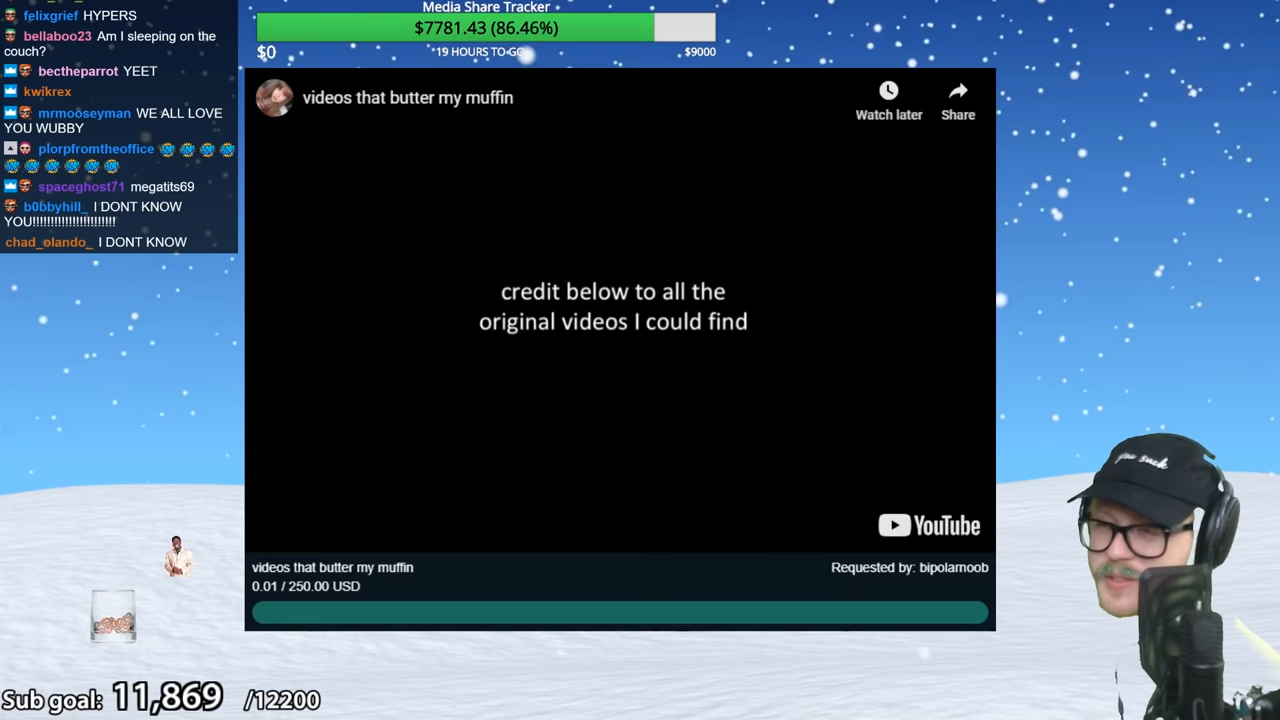 felixgrief HYPERS
bellaboo23 Am I sleeping on the
couch?
bectheparrot YEET
kwikrex
mrmooseyman WE ALL LOVE
YOU WUBBY
plorpfromtheoffice
spaceghost71 megatits69
b0bbyhill_ I DONT KNOW
YOU!!!!!!!!!!!!!!!!!!!!!!!
chad_olando_ I DONT KNOW
Media Share Tracker
$7781.43 (86.46%)
$0
19 HOURS TO GO
$9000
videos that butter my muffin
Watch later
Share
credit below to all the
original videos I could find
YouTube
videos that butter my muffin
Requested by: bipolarnoob
0.01 / 250.00 USD
you suck
Sub goal: 11,869 /12200